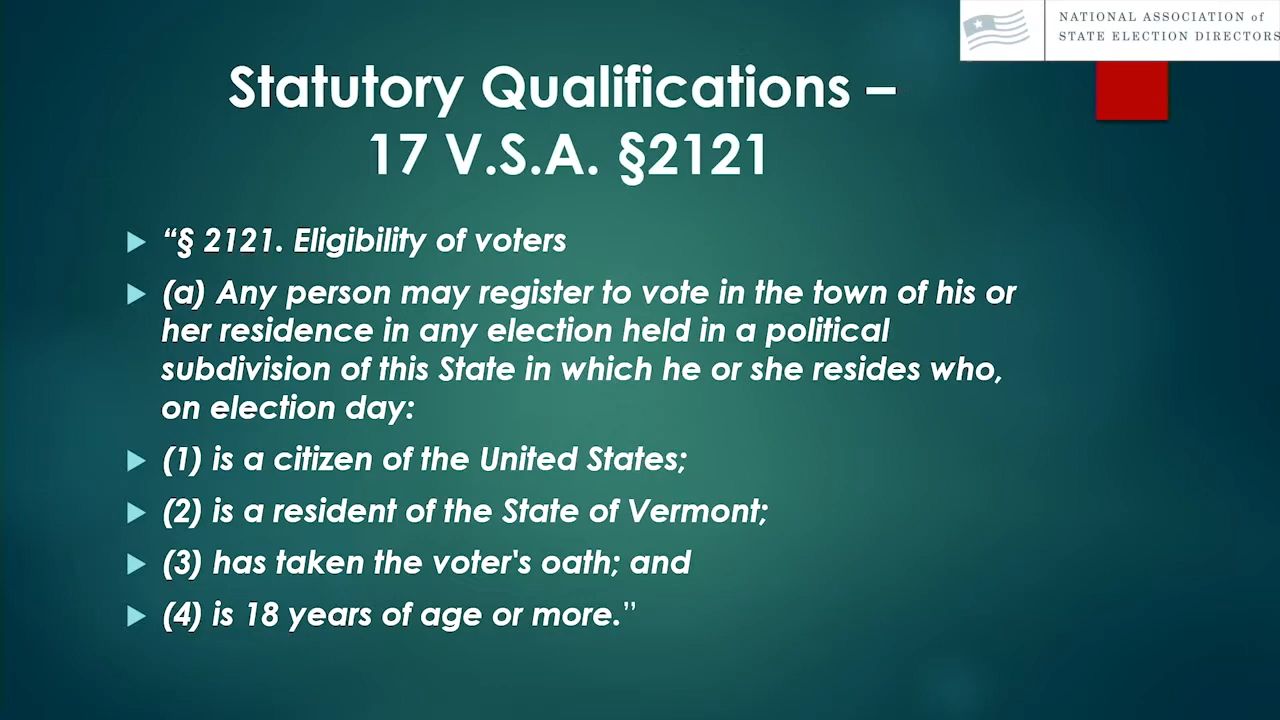 NATIONAL ASSOCIATION of
STATE ELECTION DIRECTORS
Statutory Qualifications –
17 V.S.A. §2121
“§ 2121. Eligibility of voters
(a) Any person may register to vote in the town of his or
her residence in any election held in a political
subdivision of this State in which he or she resides who,
on election day:
(1) is a citizen of the United States;
(2) is a resident of the State of Vermont;
(3) has taken the voter's oath; and
(4) is 18 years of age or more.”